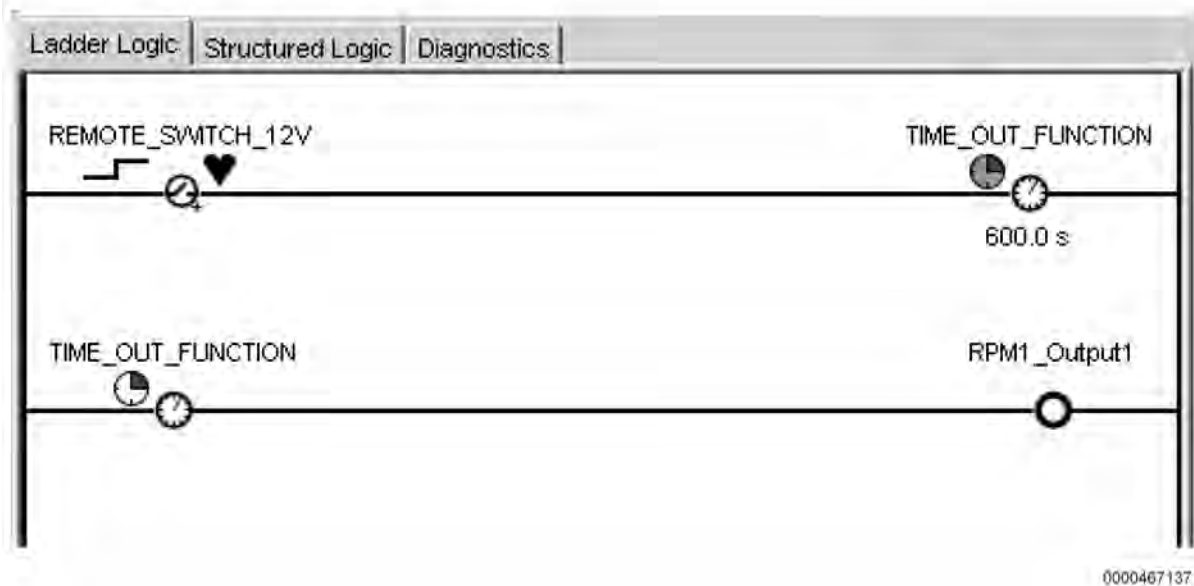 Ladder Logic Structured Logic Diagnostics
REMOTE_SWITCH_12V TIME_OUT_FUNCTION
600.0 s
TIME_OUT_FUNCTION RPM1_Output1
0000467137